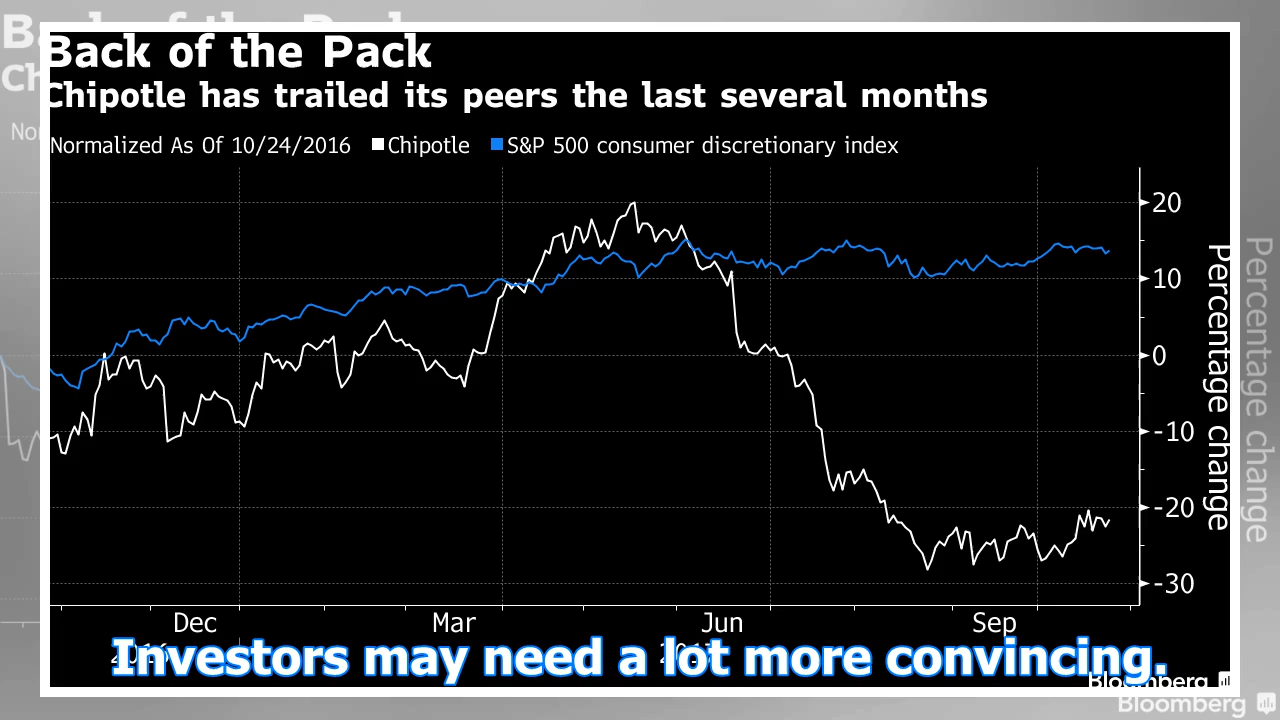 Back of the Pack
Chipotle has trailed its peers the last several months
Normalized As Of 10/24/2016 Chipotle S&P 500 consumer discretionary index
20
10
0
-10
-20
-30
Percentage change
Percentage change
Dec Mar Jun Sep
Investors may need a lot more convincing.
Bloomberg
Bloomberg